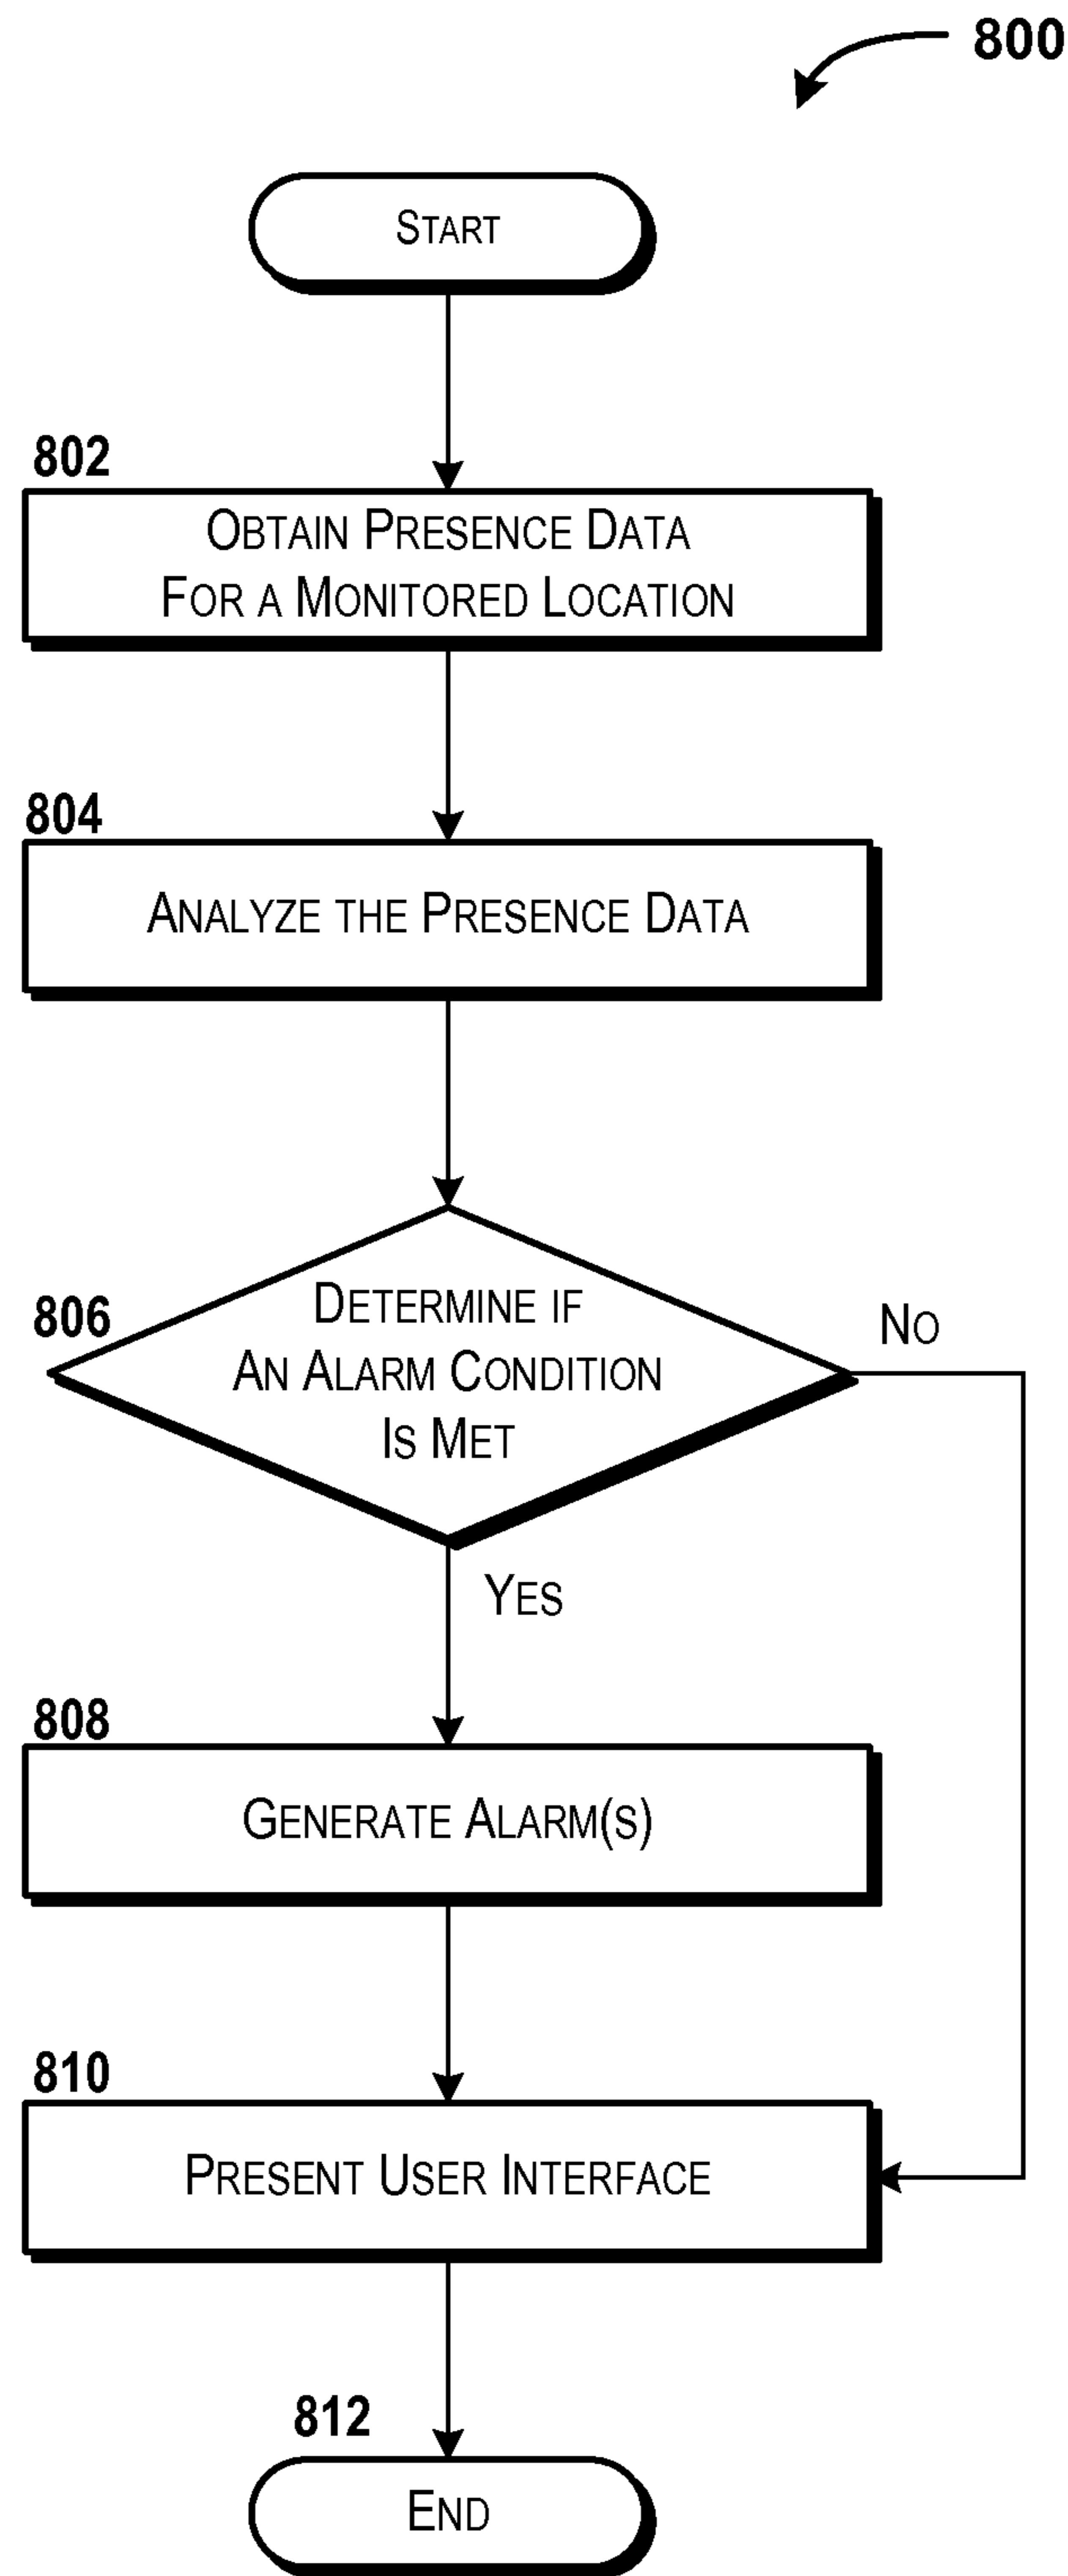 800
START
802
OBTAIN PRESENCE DATA
FOR A MONITORED LOCATION
804
ANALYZE THE PRESENCE DATA
806
DETERMINE IF
AN ALARM CONDITION
IS MET
NO
YES
808
GENERATE ALARM(S)
810
PRESENT USER INTERFACE
812
END